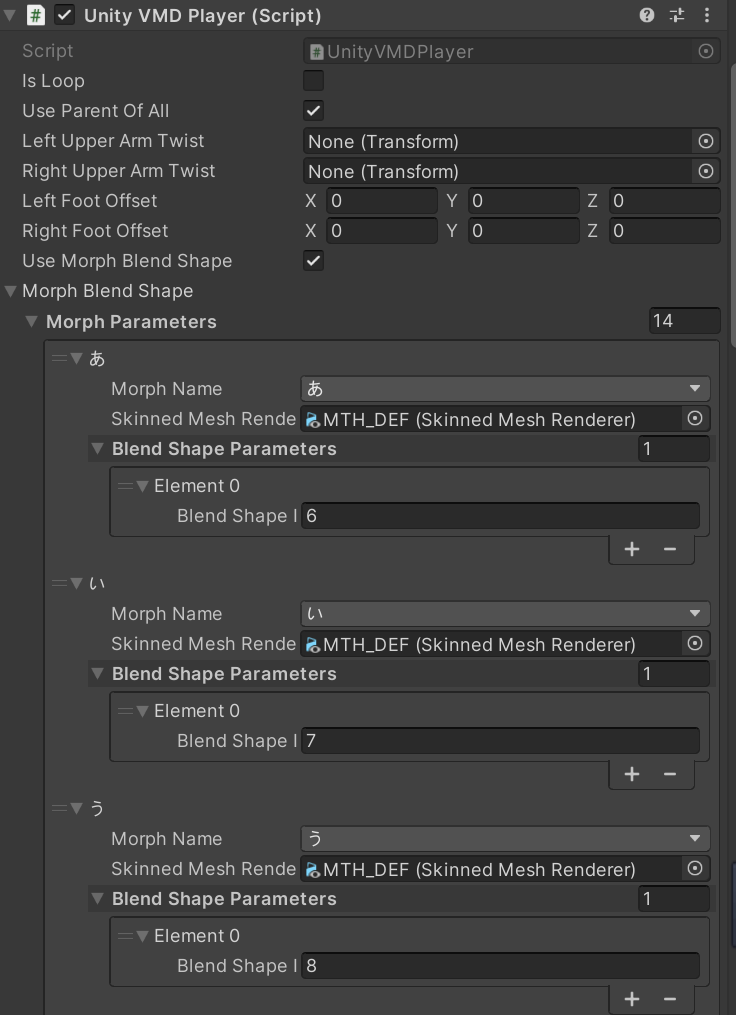 Unity VMD Player (Script)
Script UnityVMDPlayer
Is Loop
Use Parent Of All
Left Upper Arm Twist None (Transform)
Right Upper Arm Twist None (Transform)
Left Foot Offset X 0 Y 0 Z 0
Right Foot Offset X 0 Y 0 Z 0
Use Morph Blend Shape
Morph Blend Shape
Morph Parameters 14
あ
Morph Name あ
Skinned Mesh Rende MTH_DEF (Skinned Mesh Renderer)
Blend Shape Parameters 1
Element 0
Blend Shape I 6
+ −
い
Morph Name い
Skinned Mesh Rende MTH_DEF (Skinned Mesh Renderer)
Blend Shape Parameters 1
Element 0
Blend Shape I 7
+ −
う
Morph Name う
Skinned Mesh Rende MTH_DEF (Skinned Mesh Renderer)
Blend Shape Parameters 1
Element 0
Blend Shape I 8
+ −